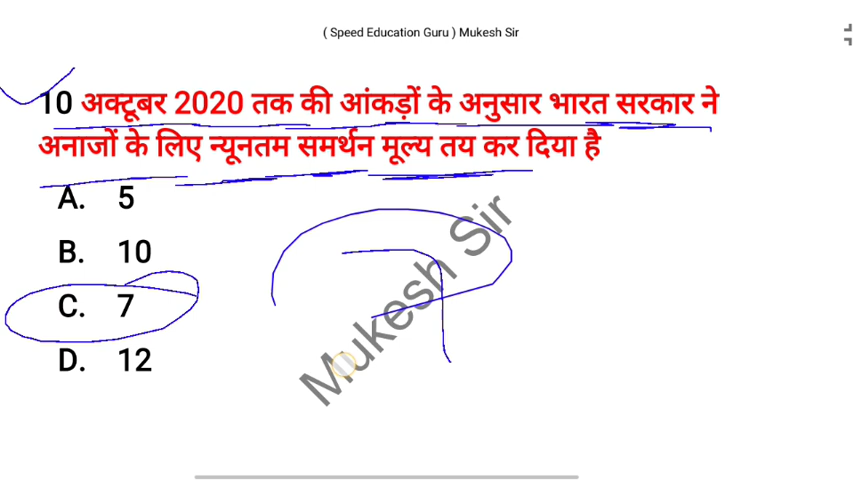 ( Speed Education Guru ) Mukesh Sir
10 अक्टूबर 2020 तक की आंकड़ों के अनुसार भारत सरकार ने
अनाजों के लिए न्यूनतम समर्थन मूल्य तय कर दिया है
A. 5
B. 10
C. 7
D. 12
Mukesh Sir